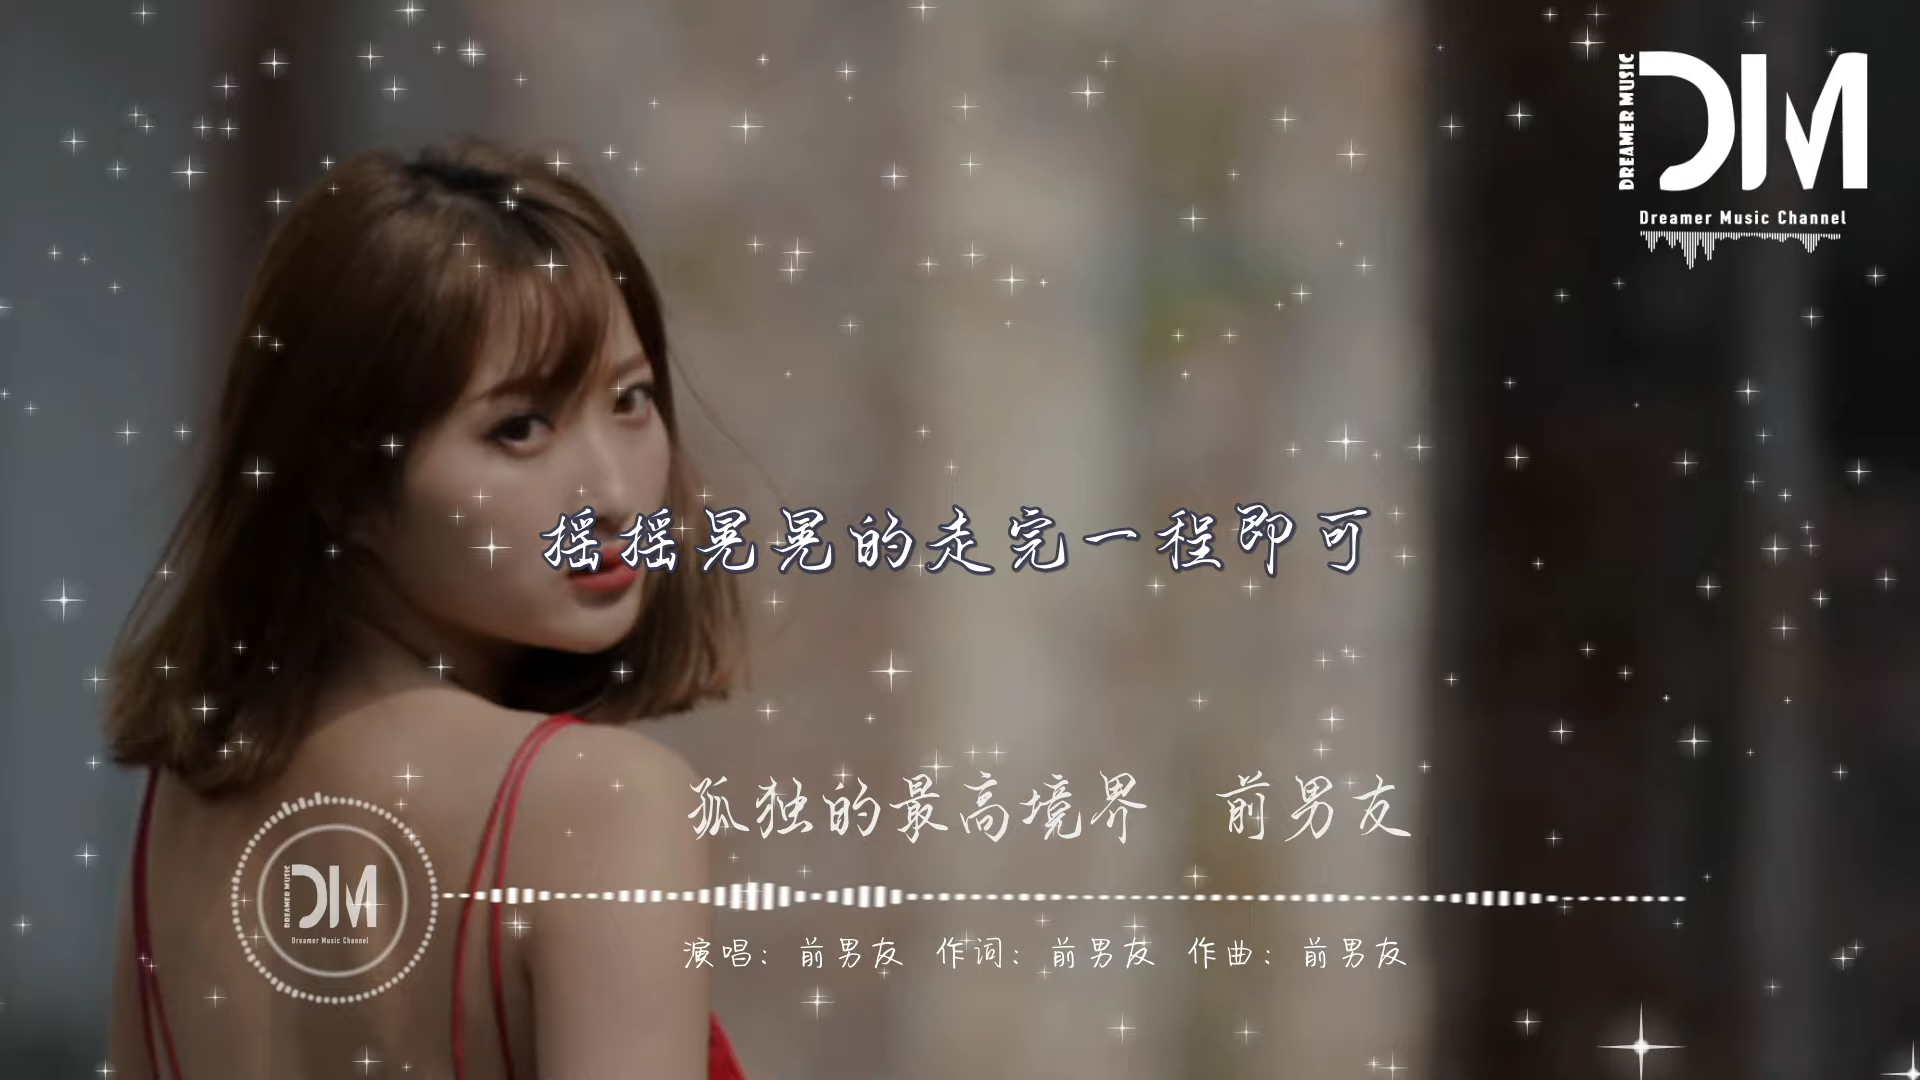 DREAMER MUSIC
DM
Dreamer Music Channel
摇摇晃晃的走完一程即可
孤独的最高境界 前男友
DREAMER MUSIC
DM
Dreamer Music Channel
演唱：前男友 作词：前男友 作曲：前男友